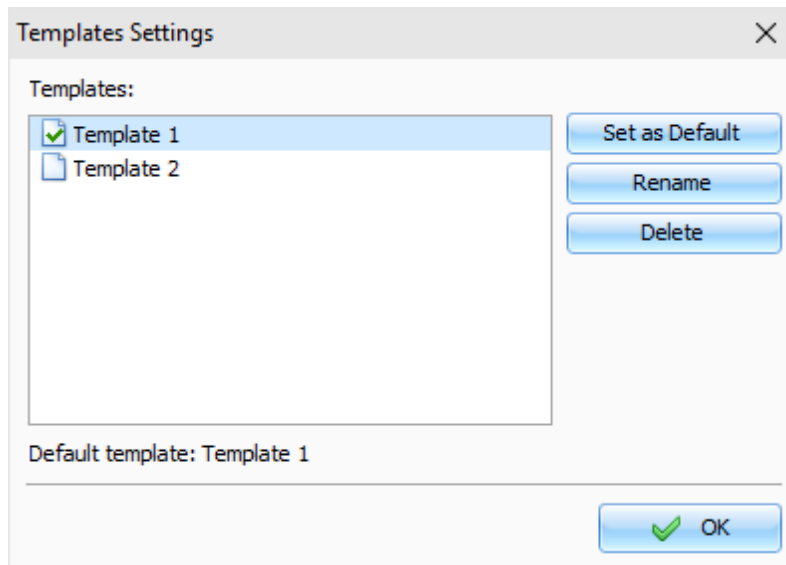 Templates Settings
Templates:
Template 1
Template 2
Set as Default
Rename
Delete
Default template: Template 1
OK